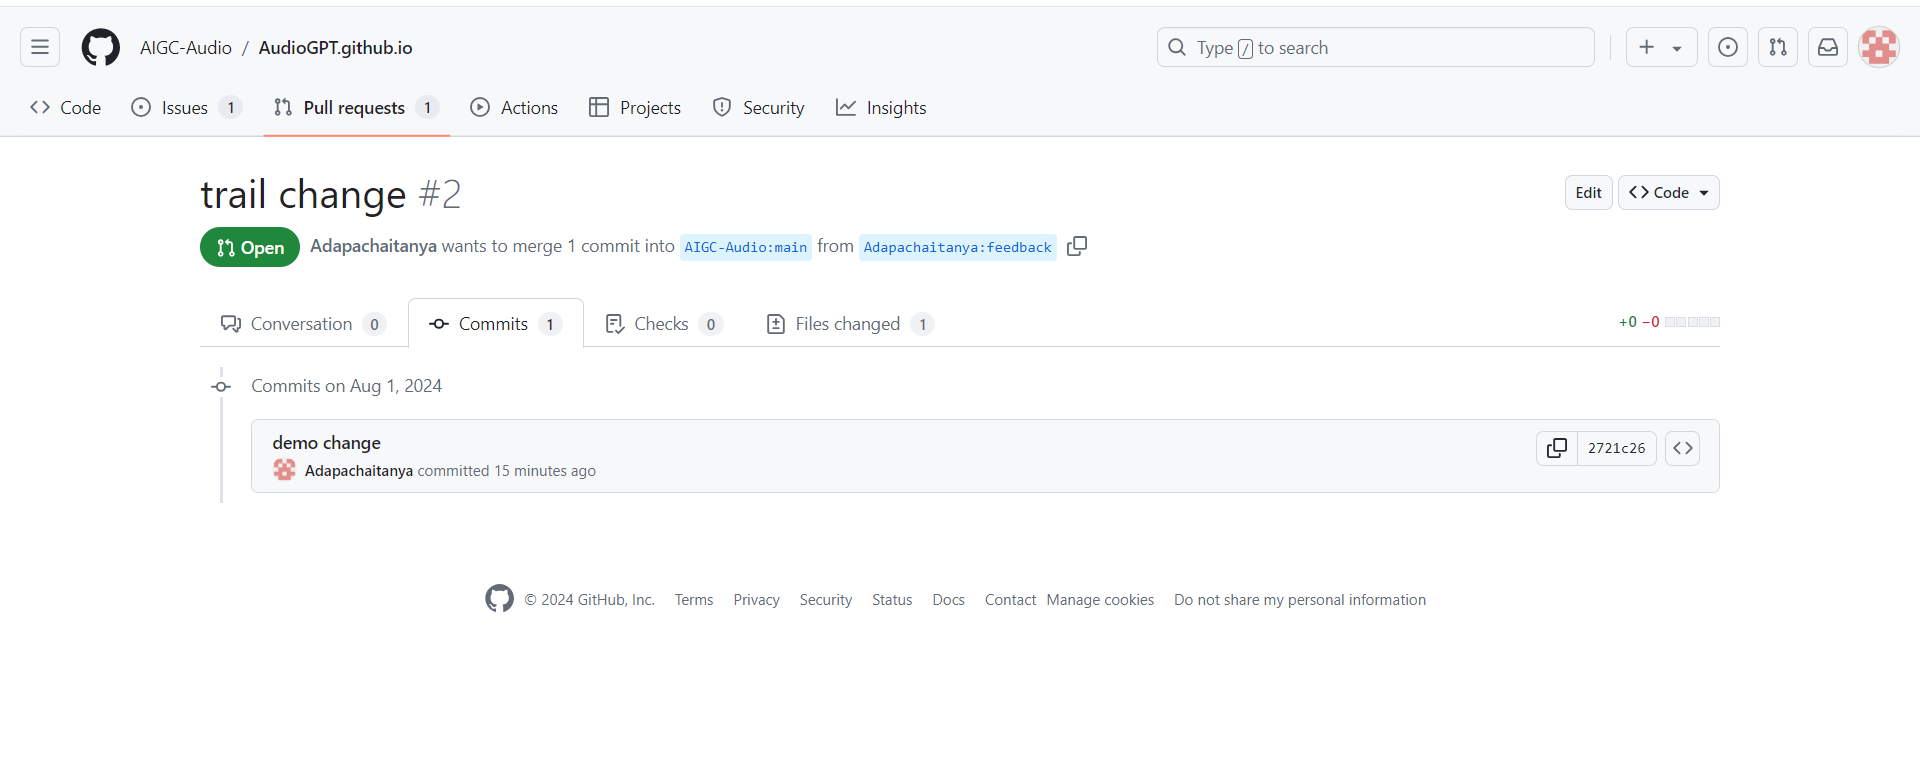 AIGC-Audio / AudioGPT.github.io Type / to search
Code Issues 1 Pull requests 1 Actions Projects Security Insights
trail change #2 Edit Code
Open Adapachaitanya wants to merge 1 commit into AIGC-Audio:main from Adapachaitanya:feedback
Conversation 0 Commits 1 Checks 0 Files changed 1 +0 −0
Commits on Aug 1, 2024
demo change
2721c26
Adapachaitanya committed 15 minutes ago
© 2024 GitHub, Inc. Terms Privacy Security Status Docs Contact Manage cookies Do not share my personal information